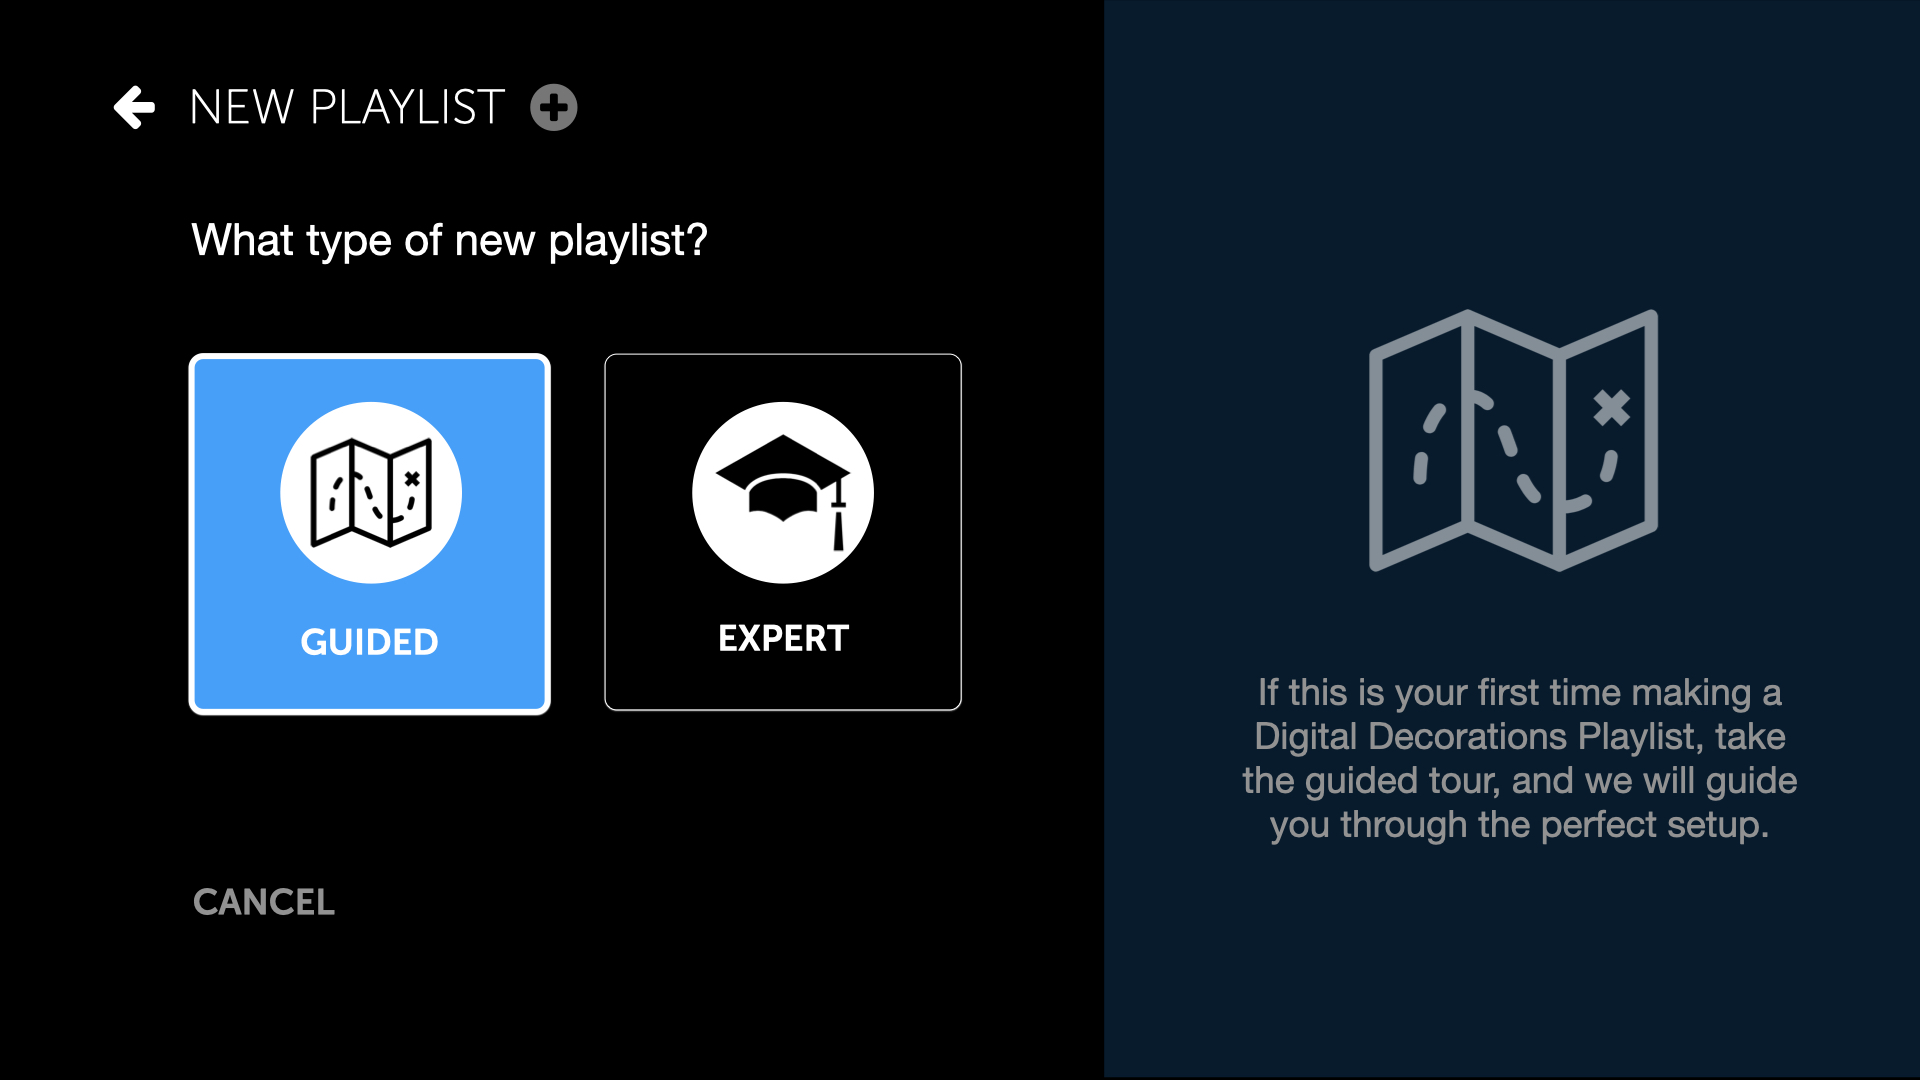 NEW PLAYLIST
What type of new playlist?
GUIDED
EXPERT
CANCEL
If this is your first time making a
Digital Decorations Playlist, take
the guided tour, and we will guide
you through the perfect setup.